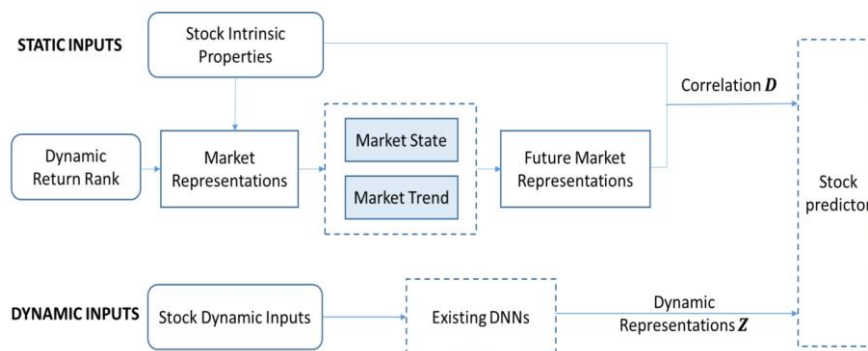 STATIC INPUTS
Stock Intrinsic
Properties
Correlation D
Dynamic
Return Rank
Market
Representations
Market State
Market Trend
Future Market
Representations
Stock
predictor
DYNAMIC INPUTS
Stock Dynamic Inputs
Existing DNNs
Dynamic
Representations Z